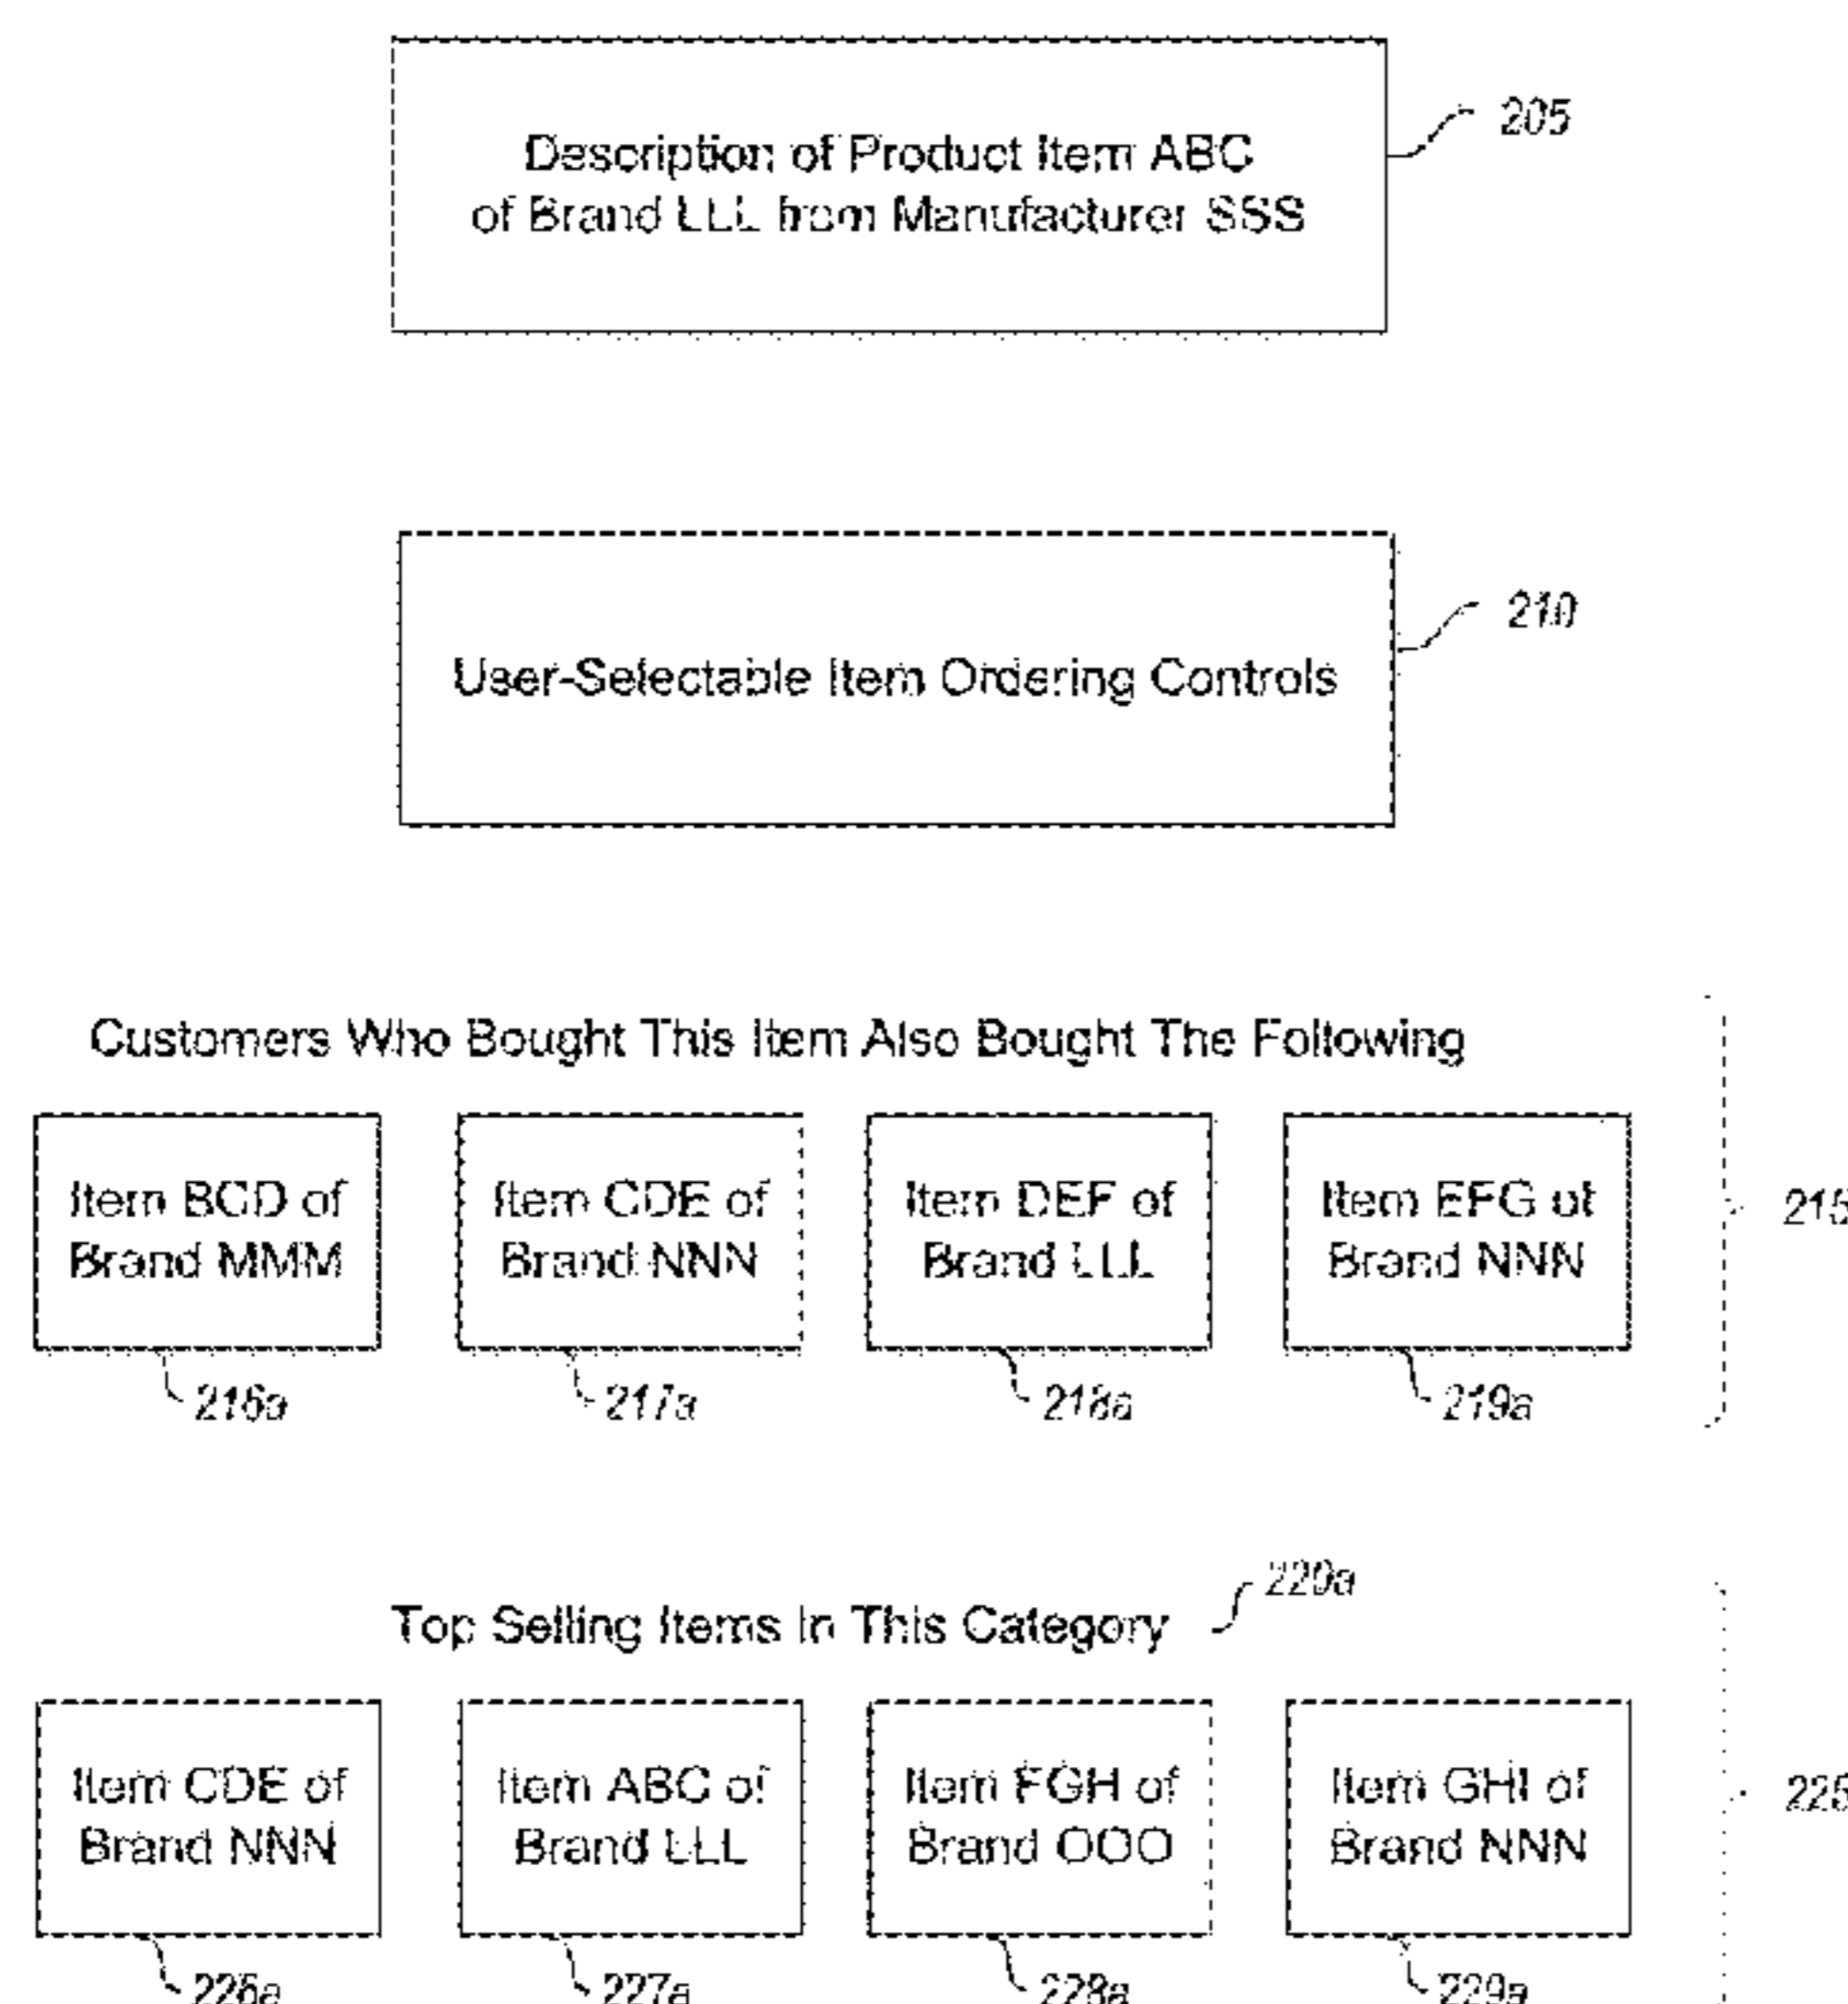 Description of Product Item ABC
of Brand LLL from Manufacturer SSS
205
User-Selectable Item Ordering Controls
210
Customers Who Bought This Item Also Bought The Following
Item BCD of
Brand MMM
Item CDE of
Brand NNN
Item DEF of
Brand LLL
Item EFG of
Brand NNN
215
216a
217a
218a
219a
220a
Top Selling Items In This Category
Item CDE of
Brand NNN
Item ABC of
Brand LLL
Item FGH of
Brand OOO
Item GHI of
Brand NNN
225
226a
227a
228a
229a